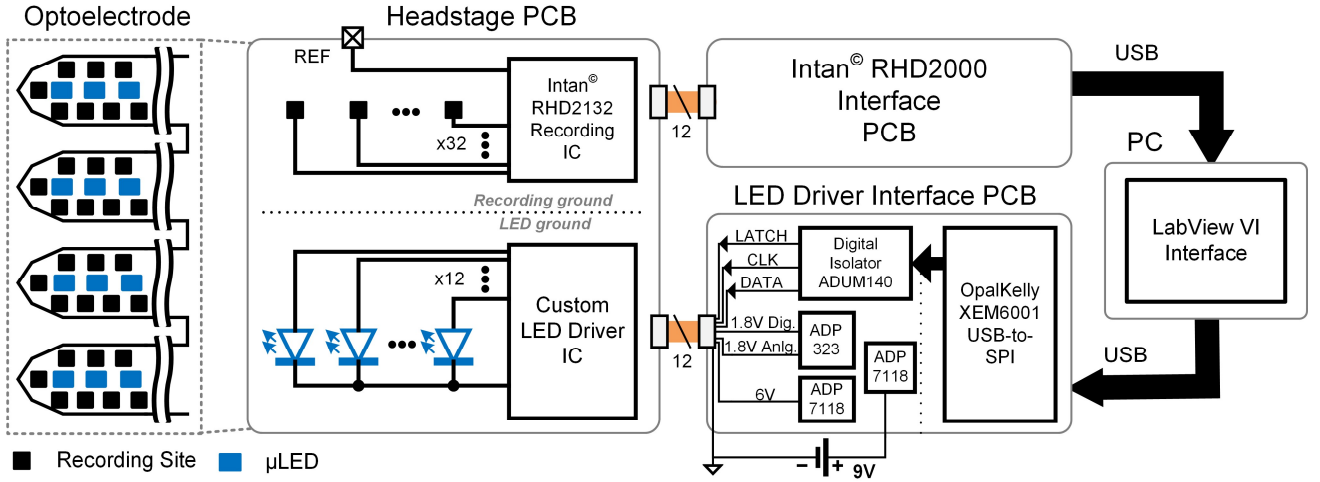 Optoelectrode
Recording Site
µLED
Headstage PCB
REF
x32
Intan©
RHD2132
Recording
IC
Recording ground
LED ground
x12
Custom
LED Driver
IC
12
12
Intan© RHD2000
Interface
PCB
LED Driver Interface PCB
LATCH
CLK
DATA
1.8V Dig.
1.8V Anlg.
6V
Digital
Isolator
ADUM140
ADP
323
ADP
7118
ADP
7118
OpalKelly
XEM6001
USB-to-
SPI
− + 9V
USB
PC
LabView VI
Interface
USB